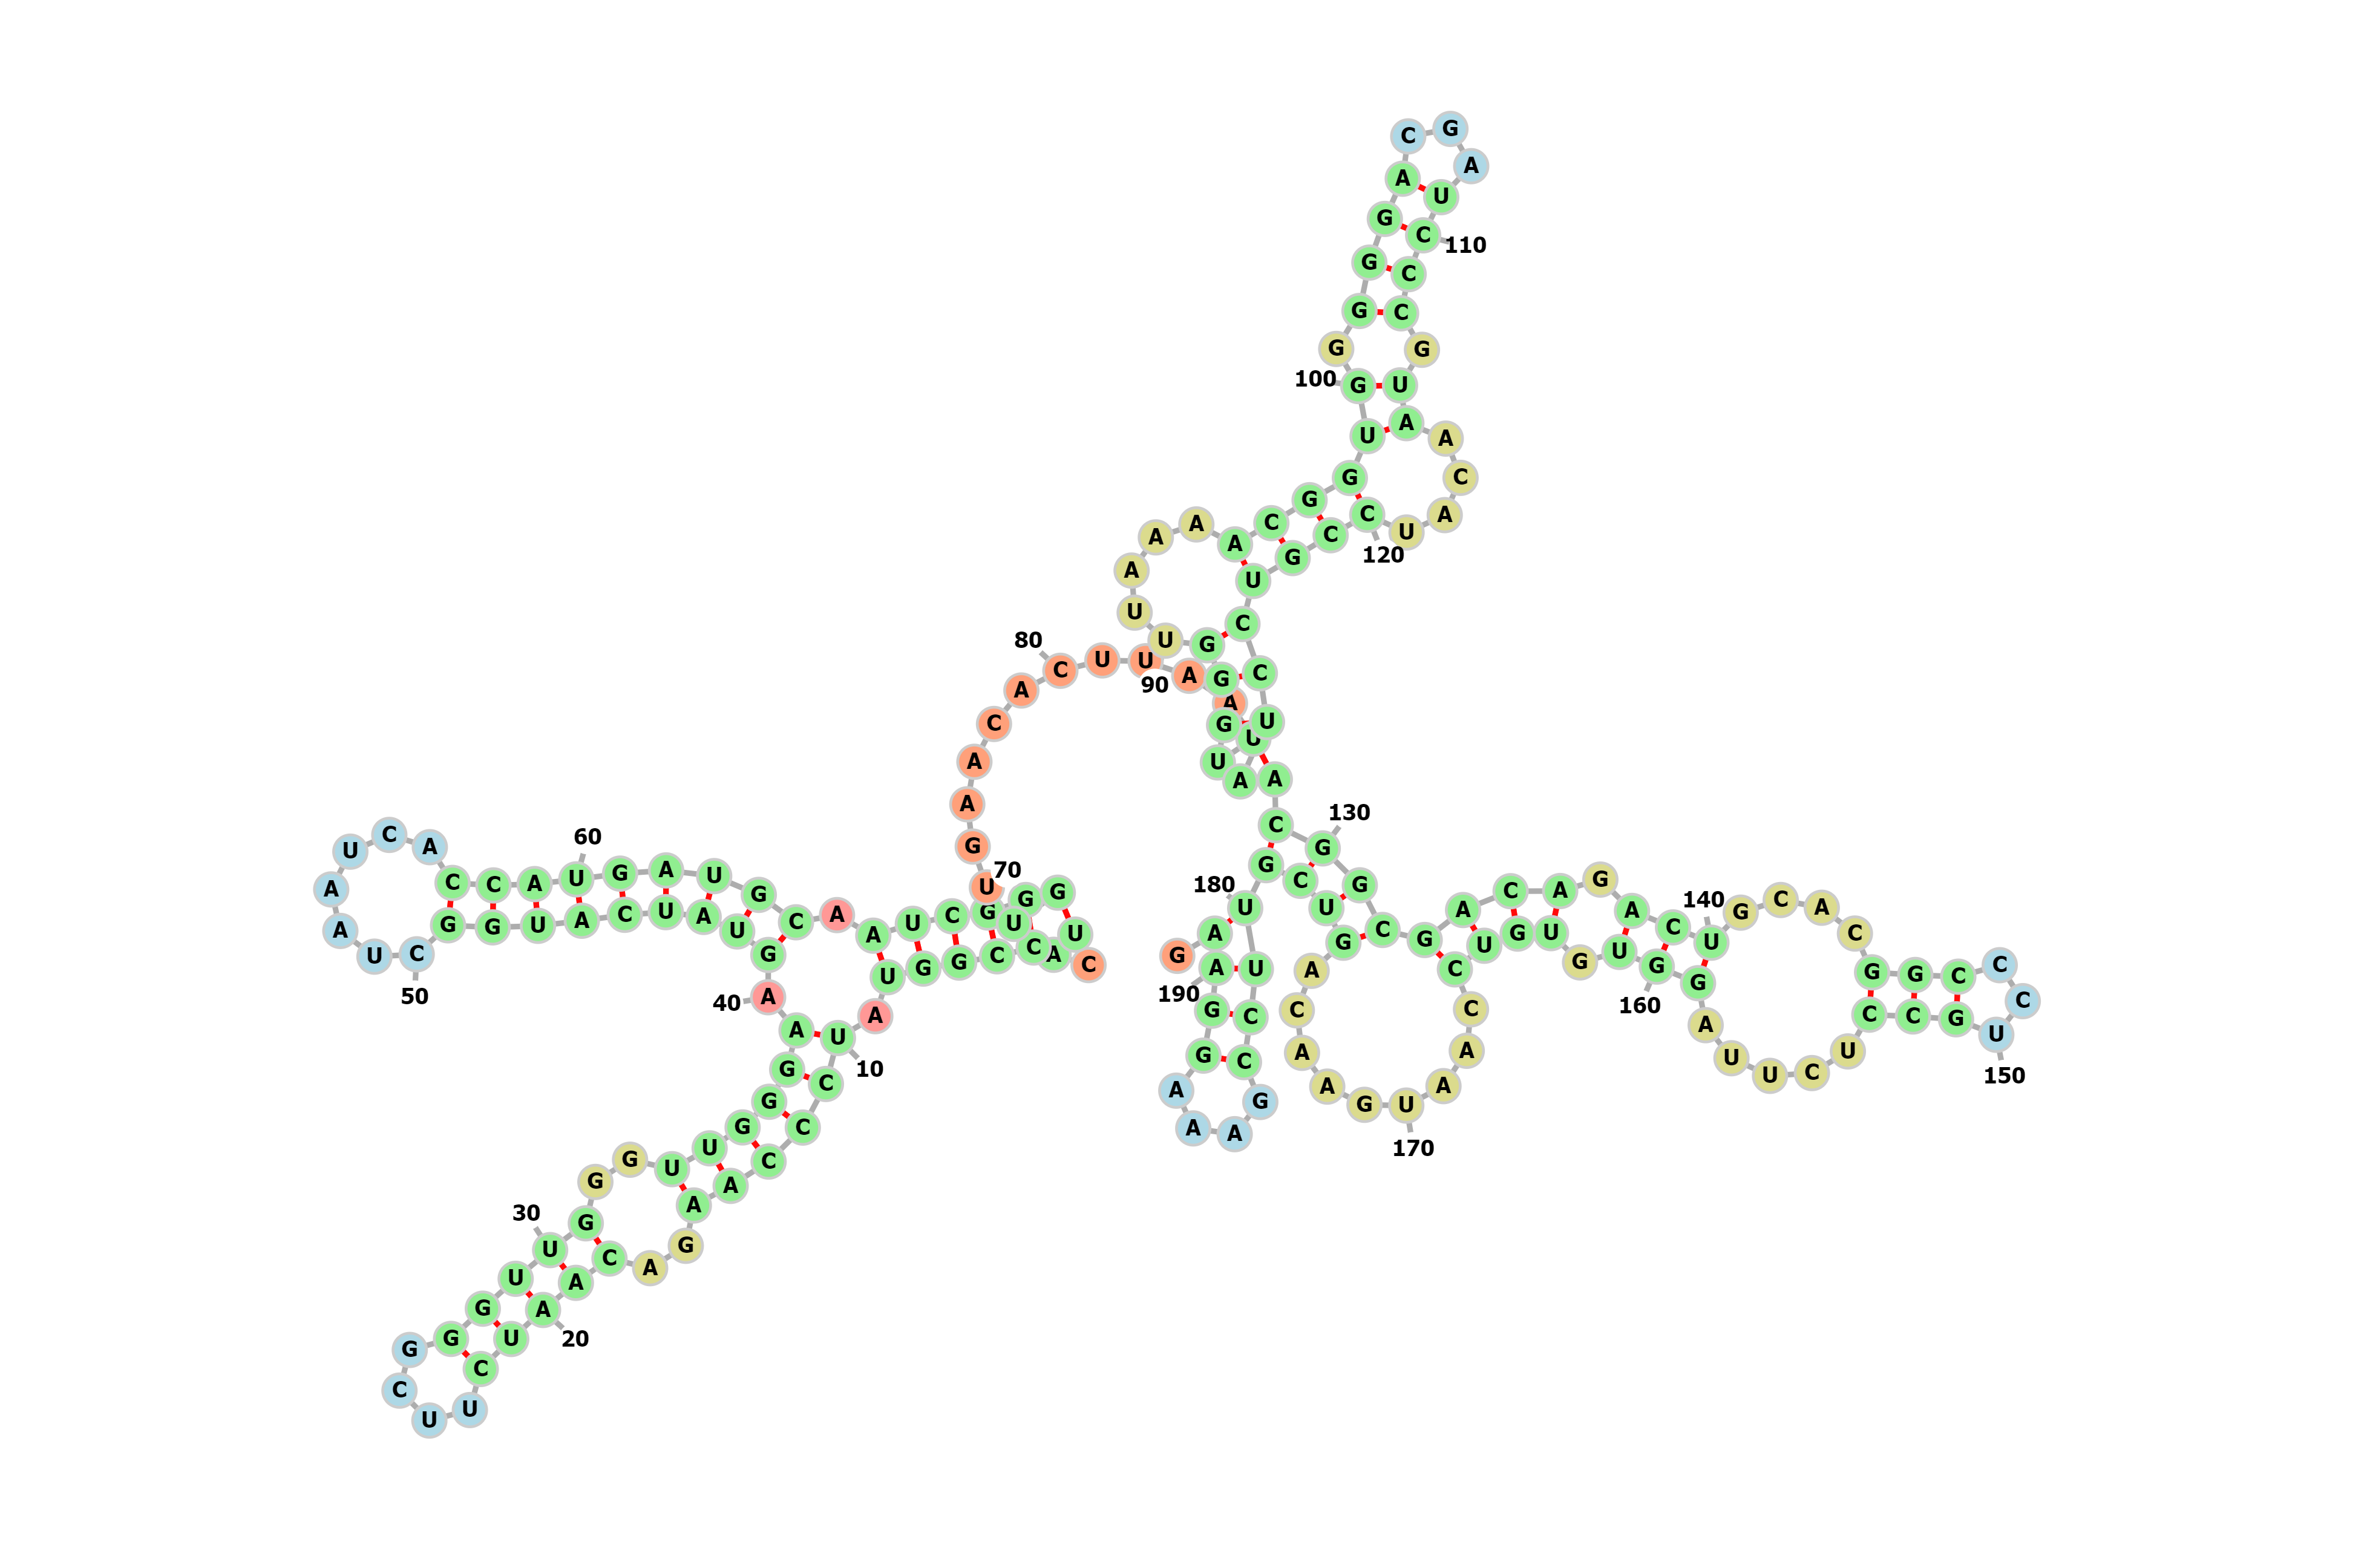 C A U C C G G U A U
10
C C C A A G A C A A
20
U C U U C G G G U U
30
G G G U U G G G A A
40
G U A U C A U G G C
50
U A A U C A C C A U
60
G A U G C A A U C G
70
G G U U G A A C A C
80
U U A A U U G G G U
90
U A A A A C G G U G
100
G G G G A C G A U C
110
C C G U A A C A U C
120
C G U C C U A A C G
130
G C G A C A G A C U
140
G C A C G G C C C U
150
G C C U C U U A G G
160
U G U G U C C A A U
170
G A A C A G U C G U
180
U C C G A A A G G A
190
A G